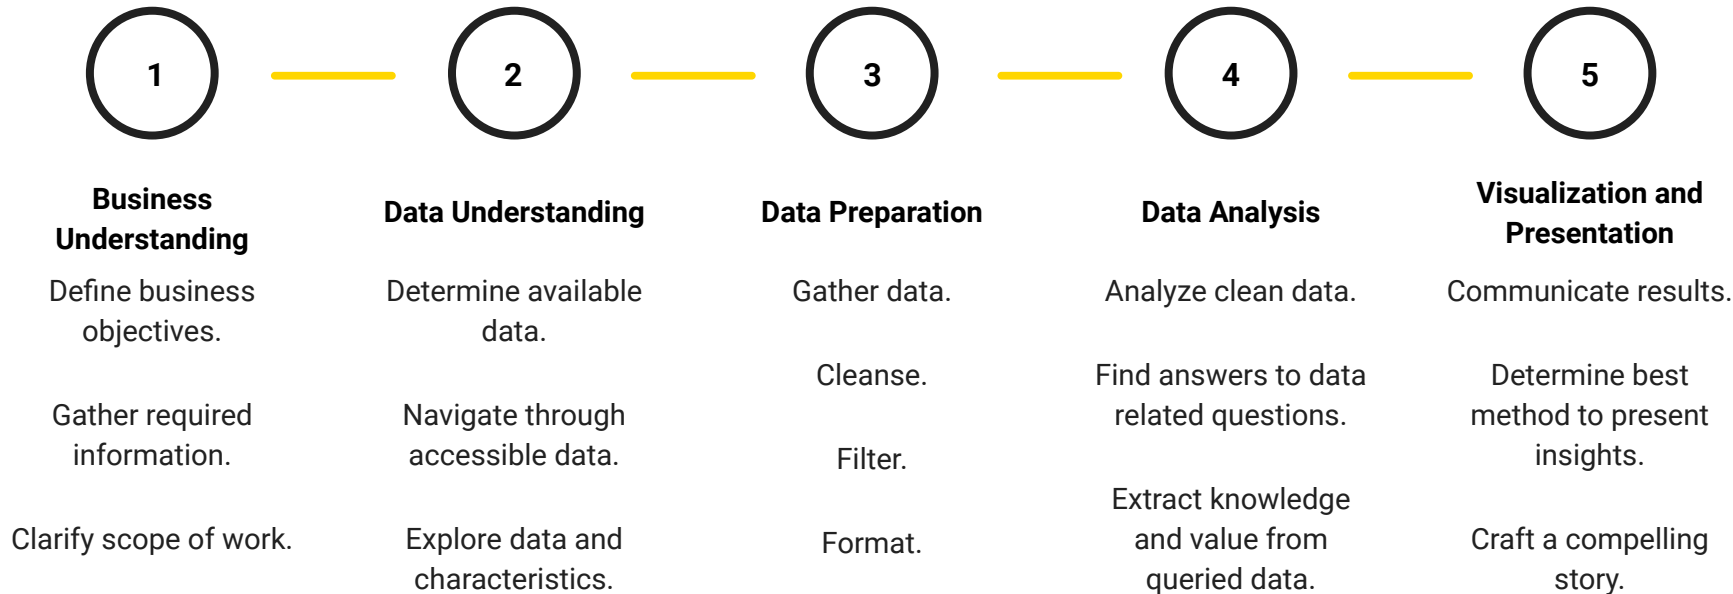 1
2
3
4
5
Business
Understanding
Define business
objectives.
Gather required
information.
Clarify scope of work.
Data Understanding
Determine available
data.
Navigate through
accessible data.
Explore data and
characteristics.
Data Preparation
Gather data.
Cleanse.
Filter.
Format.
Data Analysis
Analyze clean data.
Find answers to data
related questions.
Extract knowledge
and value from
queried data.
Visualization and
Presentation
Communicate results.
Determine best
method to present
insights.
Craft a compelling
story.